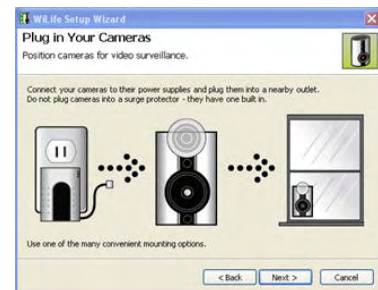 WiLife Setup Wizard
Plug in Your Cameras
Position cameras for video surveillance.
Connect your cameras to their power supplies and plug them into a nearby outlet.
Do not plug cameras into a surge protector - they have one built in.
Use one of the many convenient mounting options.
< Back
Next >
Cancel